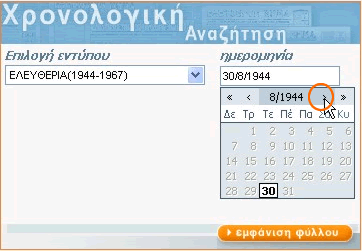 Χρονολογική
Αναζήτηση
Επιλογή εντύπου
ημερομηνία
ΕΛΕΥΘΕΡΙΑ(1944-1967)
30/8/1944
« ‹ 8/1944 › »
Δε Τρ Τε Πέ Πα Κυ
1 2 3 4 5 6
7 8 9 10 11 12 13
14 15 16 17 18 19 20
21 22 23 24 25 26 27
28 29 30 31
εμφάνιση φύλλου